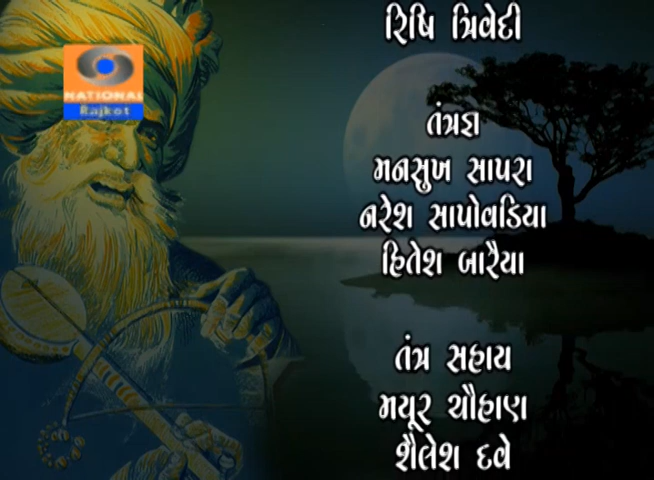 NATIONAL
Rajkot
રિષિ ત્રિવેદી
તંત્રજ્ઞ
મનસુખ સાપરા
નરેશ સાપોવડિયા
હિતેશ બારૈયા
તંત્ર સહાય
મયૂર ચૌહાણ
શૈલેશ દવે